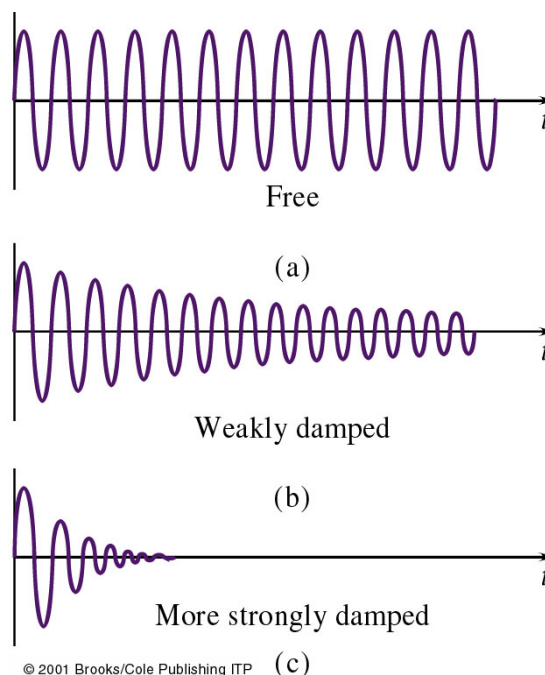 t
Free
(a)
t
Weakly damped
(b)
t
More strongly damped
© 2001 Brooks/Cole Publishing ITP (c)